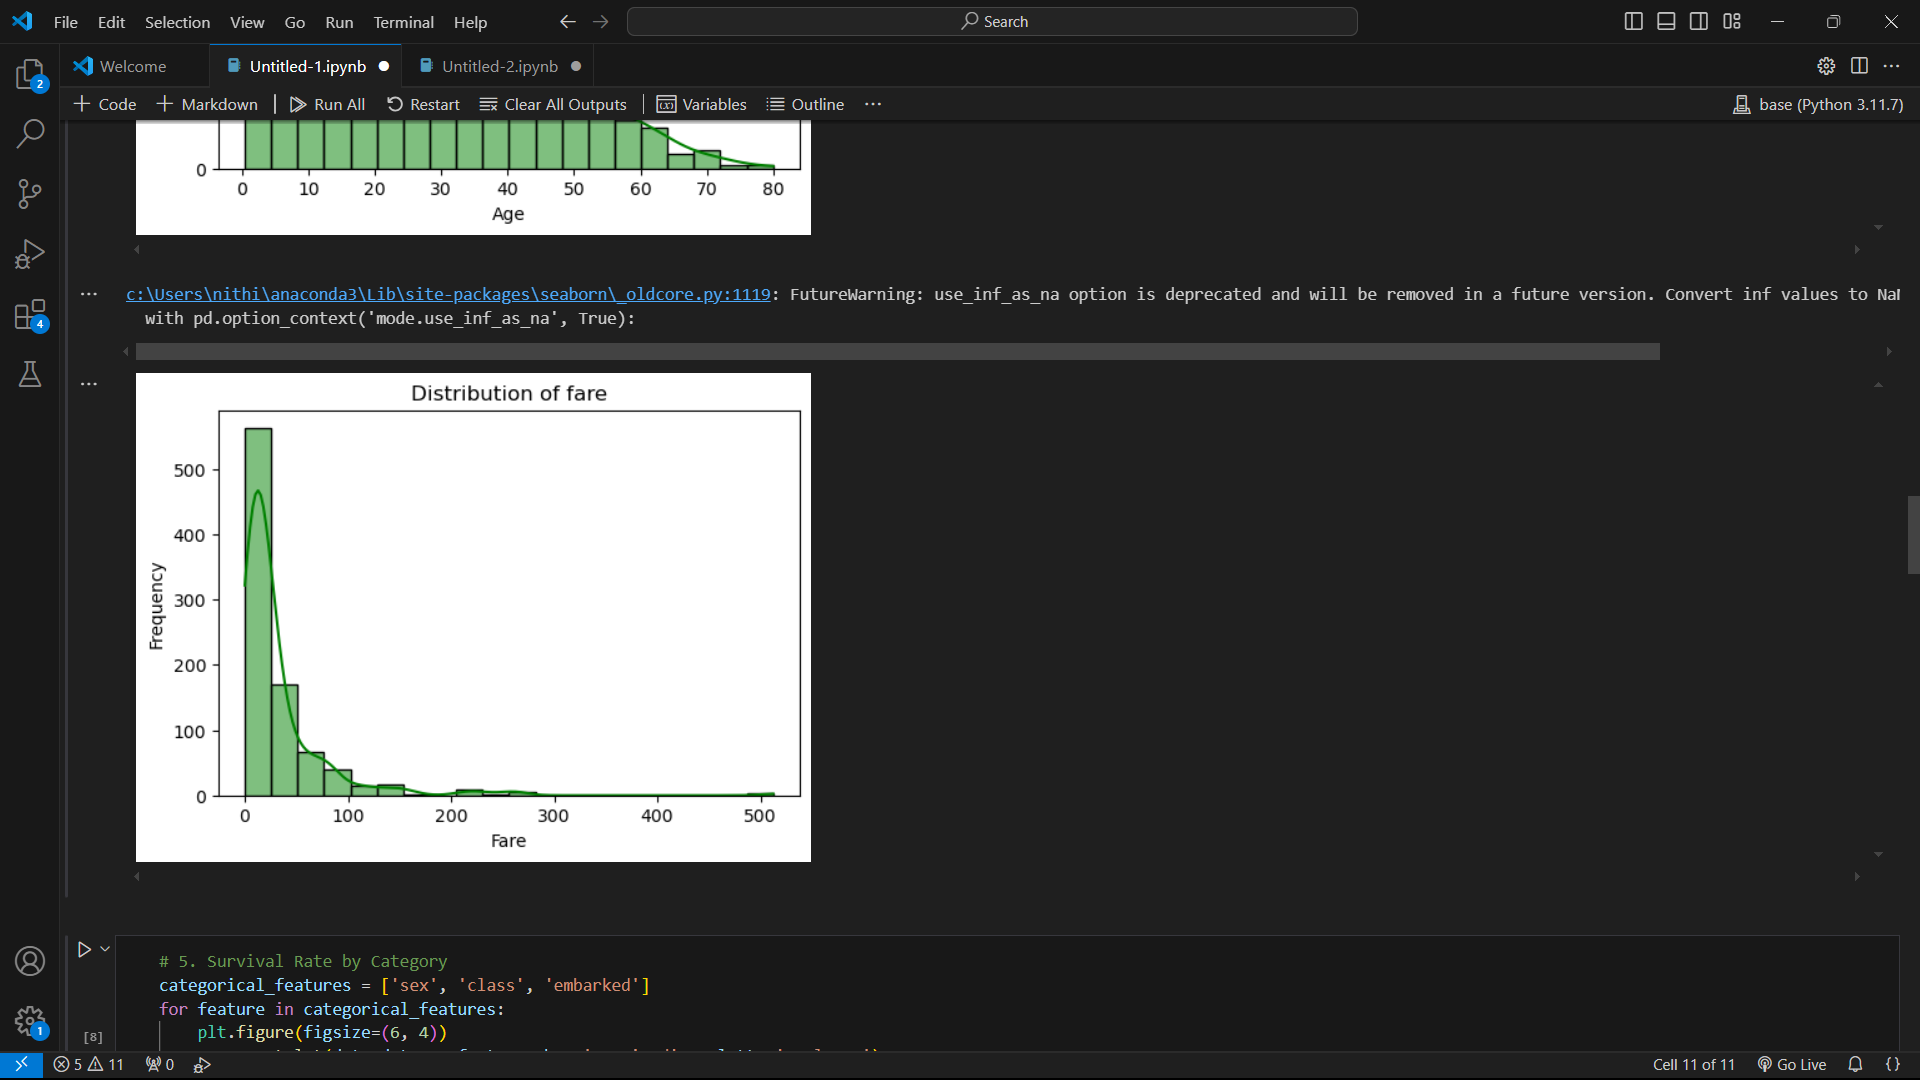 File Edit Selection View Go Run Terminal Help
Search
Welcome
Untitled-1.ipynb
Untitled-2.ipynb
Code
Markdown
Run All
Restart
Clear All Outputs
Variables
Outline
base (Python 3.11.7)
2
4
1
0
0 10 20 30 40 50 60 70 80
Age
c:\Users\nithi\anaconda3\Lib\site-packages\seaborn\_oldcore.py:1119: FutureWarning: use_inf_as_na option is deprecated and will be removed in a future version. Convert inf values to NaN
with pd.option_context('mode.use_inf_as_na', True):
Distribution of fare
500
400
300
200
100
0
Frequency
0 100 200 300 400 500
Fare
# 5. Survival Rate by Category
categorical_features = ['sex', 'class', 'embarked']
for feature in categorical_features:
plt.figure(figsize=(6, 4))
[8]
5 11 0
Cell 11 of 11
Go Live